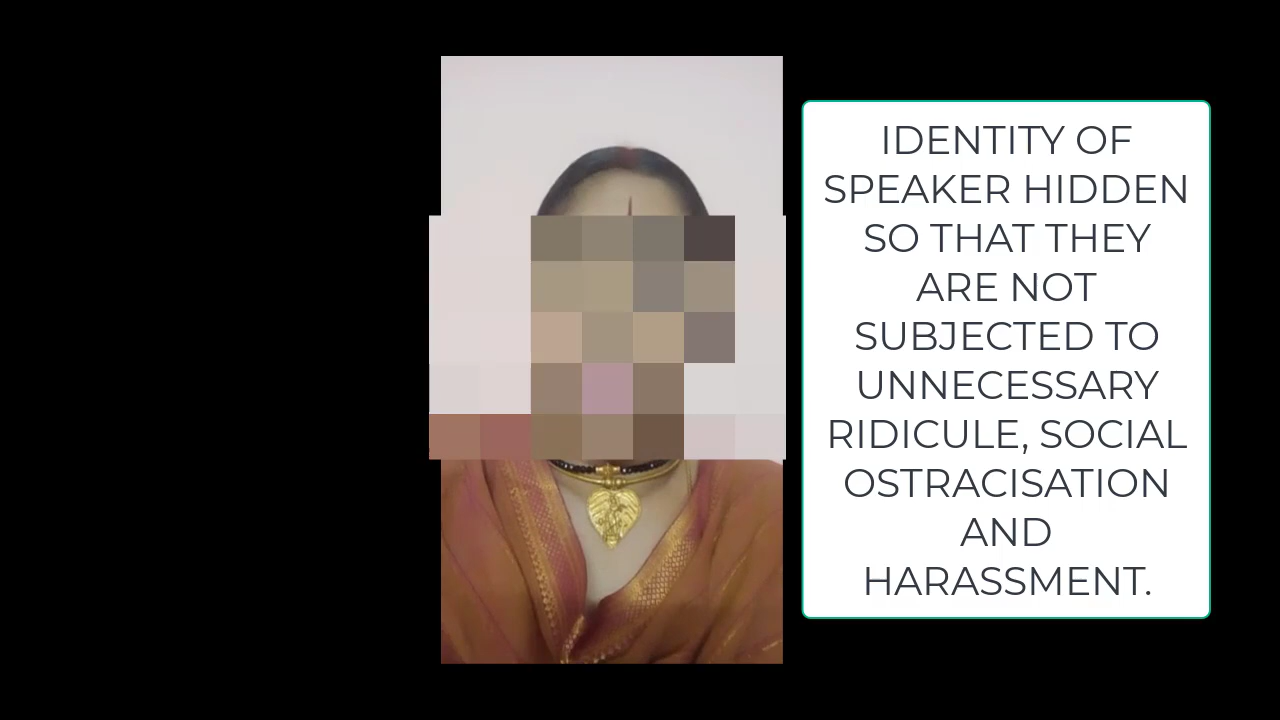 IDENTITY OF
SPEAKER HIDDEN
SO THAT THEY
ARE NOT
SUBJECTED TO
UNNECESSARY
RIDICULE, SOCIAL
OSTRACISATION
AND
HARASSMENT.